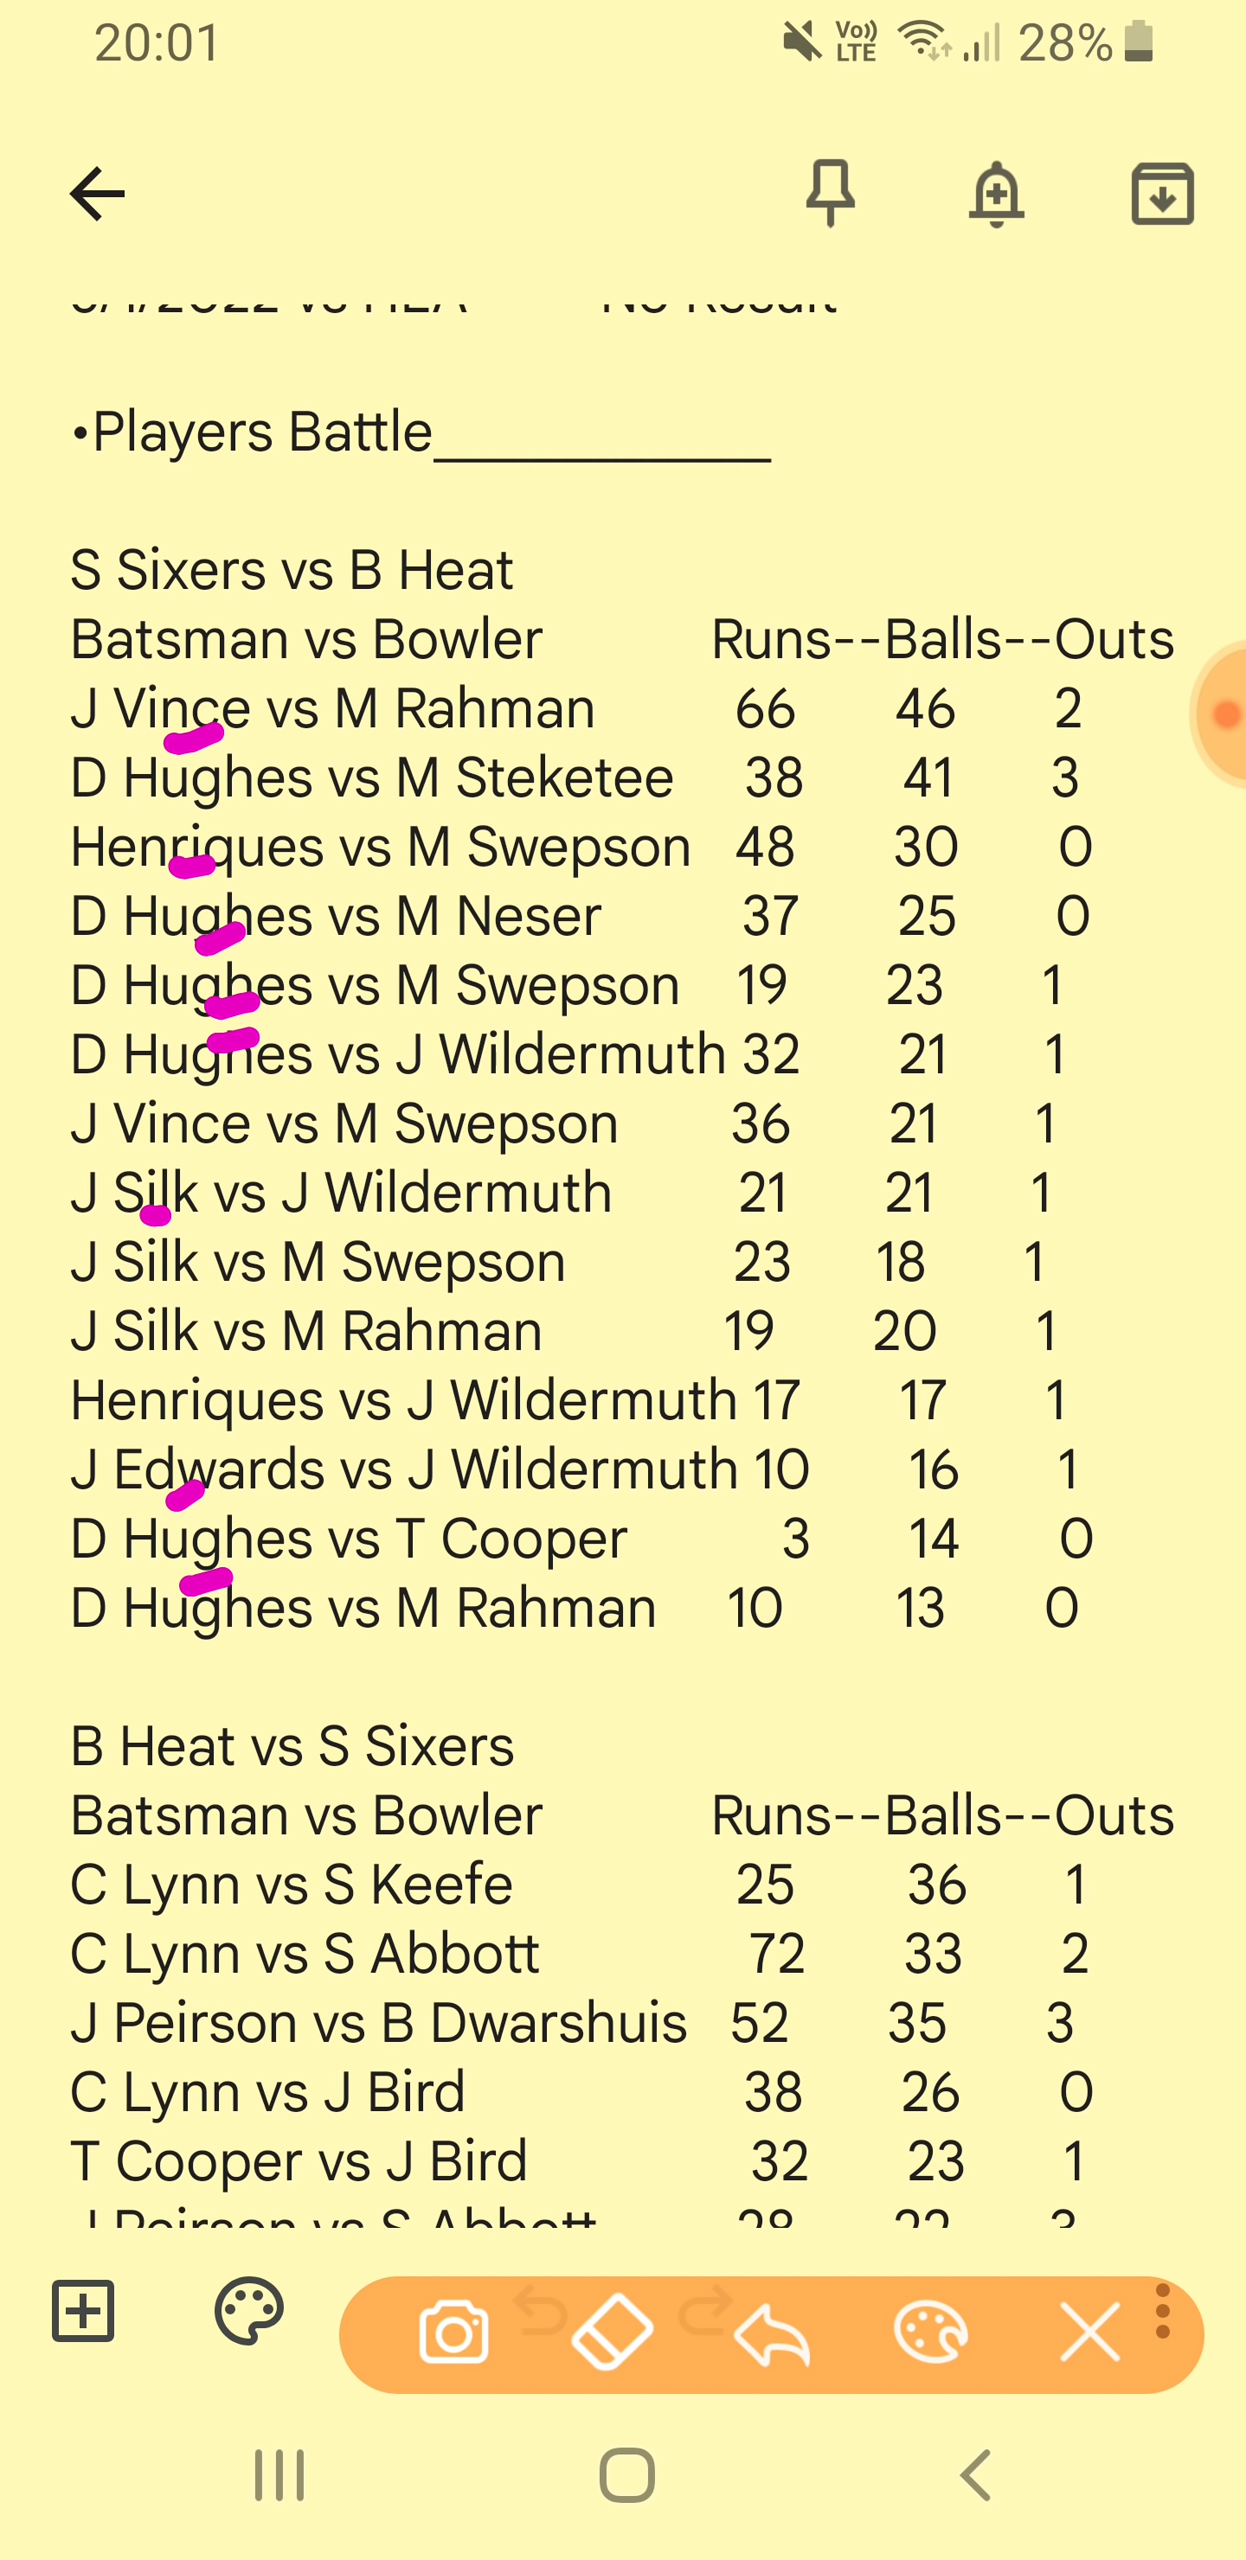 20:01 Vo)) LTE 28%
No Result
•Players Battle____________
S Sixers vs B Heat
Batsman vs Bowler Runs--Balls--Outs
J Vince vs M Rahman 66 46 2
D Hughes vs M Steketee 38 41 3
Henriques vs M Swepson 48 30 0
D Hughes vs M Neser 37 25 0
D Hughes vs M Swepson 19 23 1
D Hughes vs J Wildermuth 32 21 1
J Vince vs M Swepson 36 21 1
J Silk vs J Wildermuth 21 21 1
J Silk vs M Swepson 23 18 1
J Silk vs M Rahman 19 20 1
Henriques vs J Wildermuth 17 17 1
J Edwards vs J Wildermuth 10 16 1
D Hughes vs T Cooper 3 14 0
D Hughes vs M Rahman 10 13 0
B Heat vs S Sixers
Batsman vs Bowler Runs--Balls--Outs
C Lynn vs S Keefe 25 36 1
C Lynn vs S Abbott 72 33 2
J Peirson vs B Dwarshuis 52 35 3
C Lynn vs J Bird 38 26 0
T Cooper vs J Bird 32 23 1
J Peirson vs S Abbott